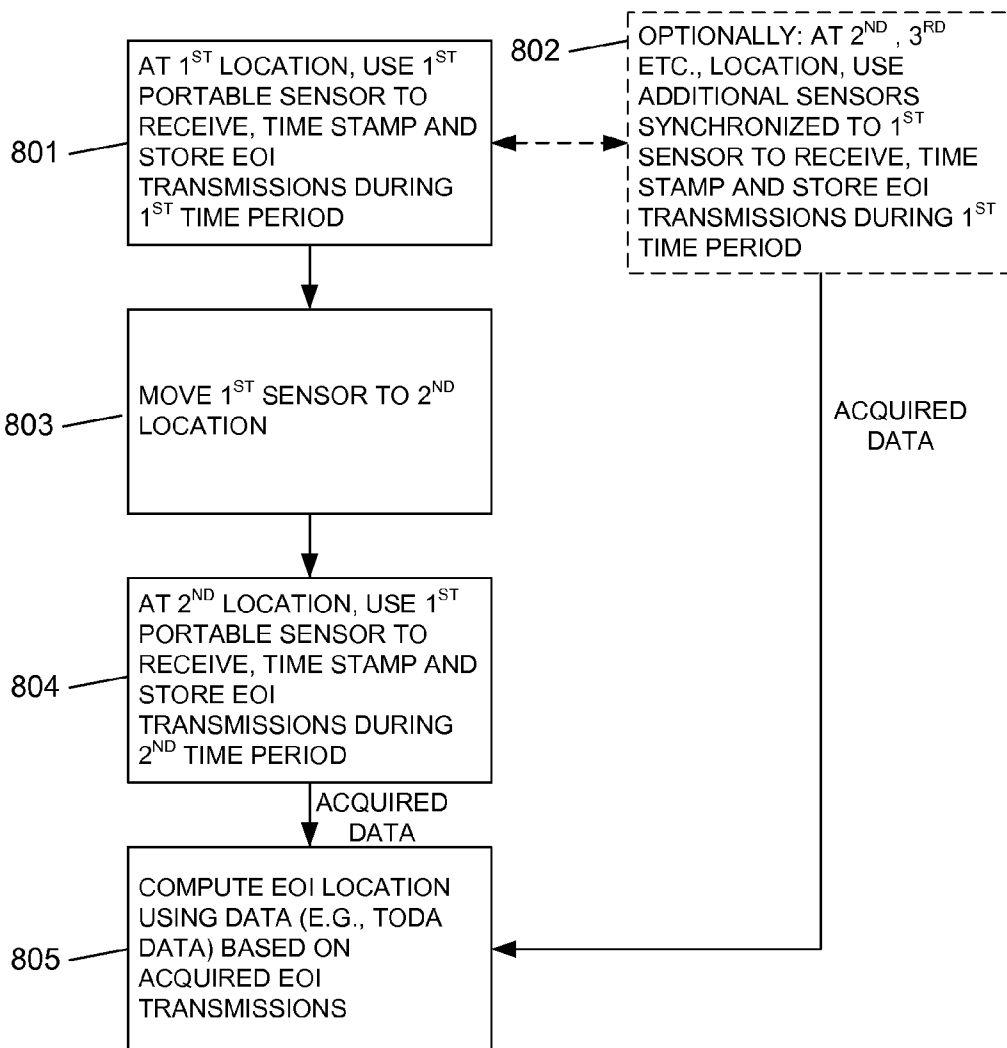 801
AT 1ST LOCATION, USE 1ST
PORTABLE SENSOR TO
RECEIVE, TIME STAMP AND
STORE EOI
TRANSMISSIONS DURING
1ST TIME PERIOD
802
OPTIONALLY: AT 2ND , 3RD
ETC., LOCATION, USE
ADDITIONAL SENSORS
SYNCHRONIZED TO 1ST
SENSOR TO RECEIVE, TIME
STAMP AND STORE EOI
TRANSMISSIONS DURING 1ST
TIME PERIOD
803
MOVE 1ST SENSOR TO 2ND
LOCATION
ACQUIRED
DATA
804
AT 2ND LOCATION, USE 1ST
PORTABLE SENSOR TO
RECEIVE, TIME STAMP AND
STORE EOI
TRANSMISSIONS DURING
2ND TIME PERIOD
ACQUIRED
DATA
805
COMPUTE EOI LOCATION
USING DATA (E.G., TODA
DATA) BASED ON
ACQUIRED EOI
TRANSMISSIONS